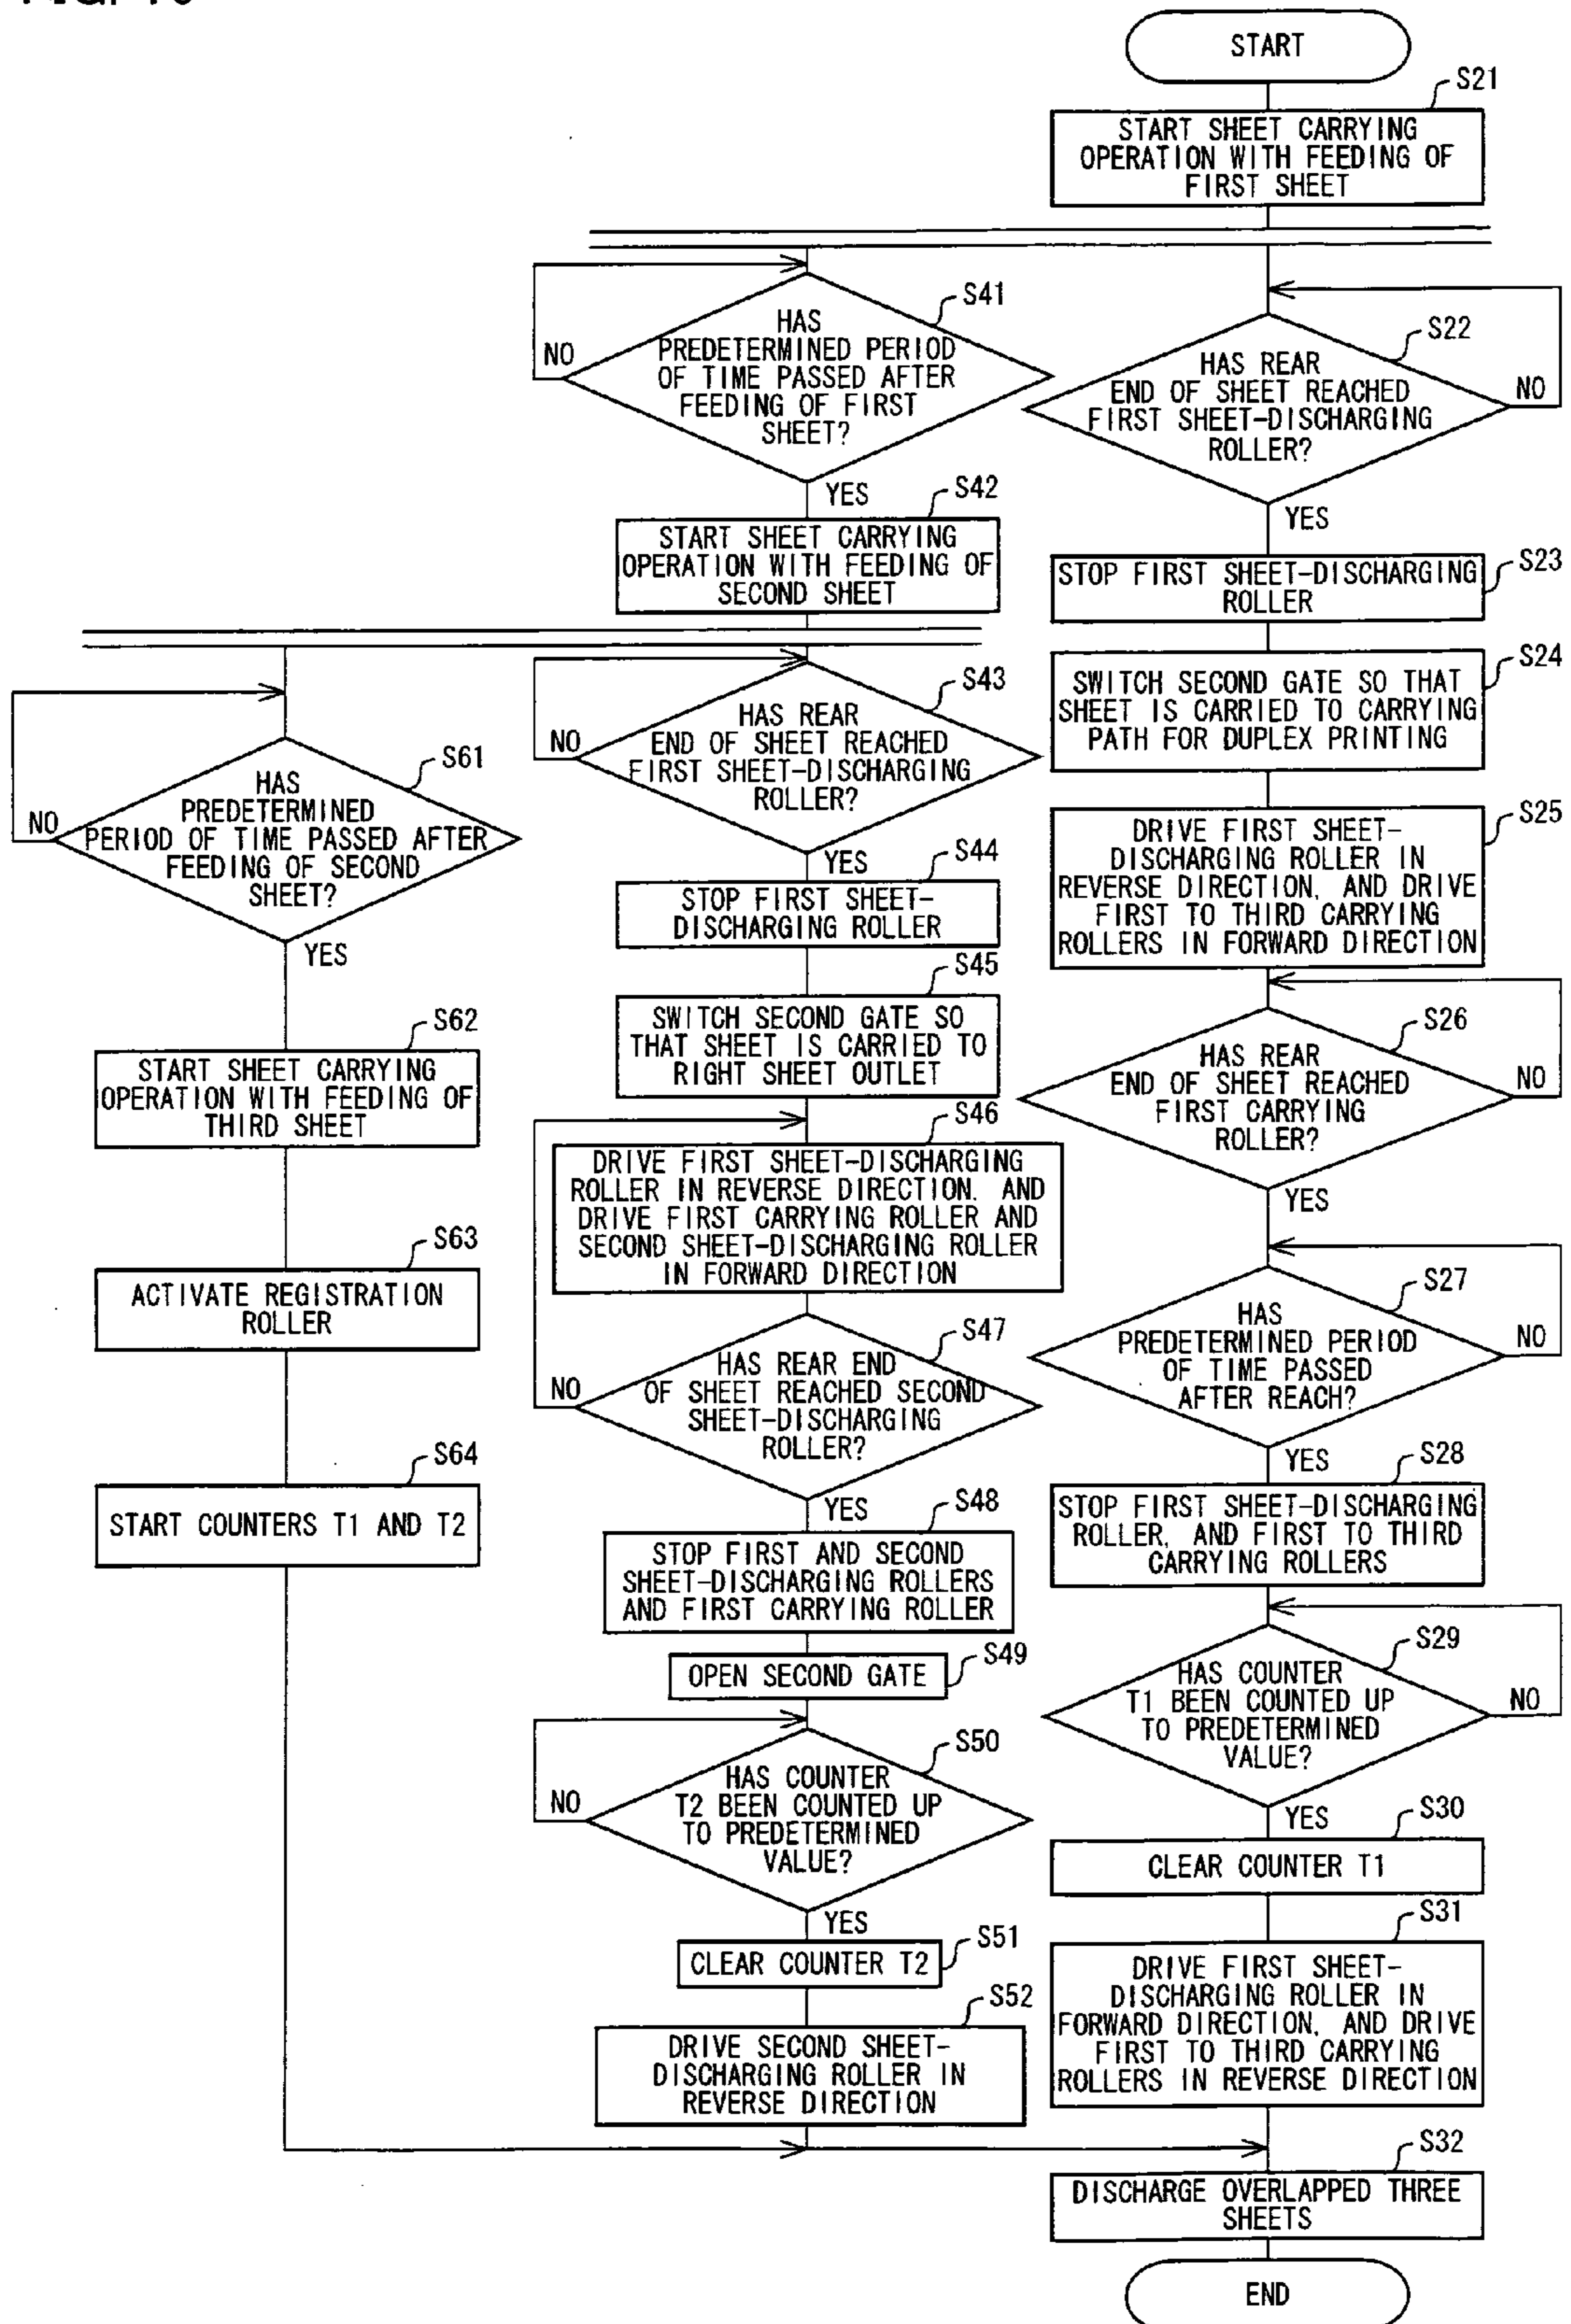 START
S21
START SHEET CARRYING
OPERATION WITH FEEDING OF
FIRST SHEET
S41
HAS
PREDETERMINED PERIOD
OF TIME PASSED AFTER
FEEDING OF FIRST
SHEET?
NO
YES
S22
HAS REAR
END OF SHEET REACHED
FIRST SHEET-DISCHARGING
ROLLER?
NO
YES
S42
START SHEET CARRYING
OPERATION WITH FEEDING OF
SECOND SHEET
S23
STOP FIRST SHEET-DISCHARGING
ROLLER
S24
SWITCH SECOND GATE SO THAT
SHEET IS CARRIED TO CARRYING
PATH FOR DUPLEX PRINTING
S43
HAS REAR
END OF SHEET REACHED
FIRST SHEET-DISCHARGING
ROLLER?
NO
YES
S61
HAS
PREDETERMINED
PERIOD OF TIME PASSED AFTER
FEEDING OF SECOND
SHEET?
NO
YES
S25
DRIVE FIRST SHEET-
DISCHARGING ROLLER IN
REVERSE DIRECTION, AND DRIVE
FIRST TO THIRD CARRYING
ROLLERS IN FORWARD DIRECTION
S44
STOP FIRST SHEET-
DISCHARGING ROLLER
S45
SWITCH SECOND GATE SO
THAT SHEET IS CARRIED TO
RIGHT SHEET OUTLET
S62
START SHEET CARRYING
OPERATION WITH FEEDING OF
THIRD SHEET
S26
HAS REAR
END OF SHEET REACHED
FIRST CARRYING
ROLLER?
NO
YES
S46
DRIVE FIRST SHEET-DISCHARGING
ROLLER IN REVERSE DIRECTION, AND
DRIVE FIRST CARRYING ROLLER AND
SECOND SHEET-DISCHARGING ROLLER
IN FORWARD DIRECTION
S63
ACTIVATE REGISTRATION
ROLLER
S27
HAS
PREDETERMINED PERIOD
OF TIME PASSED
AFTER REACH?
NO
YES
S47
HAS REAR END
OF SHEET REACHED SECOND
SHEET-DISCHARGING
ROLLER?
NO
YES
S64
START COUNTERS T1 AND T2
S28
STOP FIRST SHEET-DISCHARGING
ROLLER, AND FIRST TO THIRD
CARRYING ROLLERS
S48
STOP FIRST AND SECOND
SHEET-DISCHARGING ROLLERS
AND FIRST CARRYING ROLLER
S49
OPEN SECOND GATE
S29
HAS COUNTER
T1 BEEN COUNTED UP
TO PREDETERMINED
VALUE?
NO
YES
S50
HAS COUNTER
T2 BEEN COUNTED UP
TO PREDETERMINED
VALUE?
NO
YES
S30
CLEAR COUNTER T1
S51
CLEAR COUNTER T2
S31
DRIVE FIRST SHEET-
DISCHARGING ROLLER IN
FORWARD DIRECTION, AND DRIVE
FIRST TO THIRD CARRYING
ROLLERS IN REVERSE DIRECTION
S52
DRIVE SECOND SHEET-
DISCHARGING ROLLER IN
REVERSE DIRECTION
S32
DISCHARGE OVERLAPPED THREE
SHEETS
END